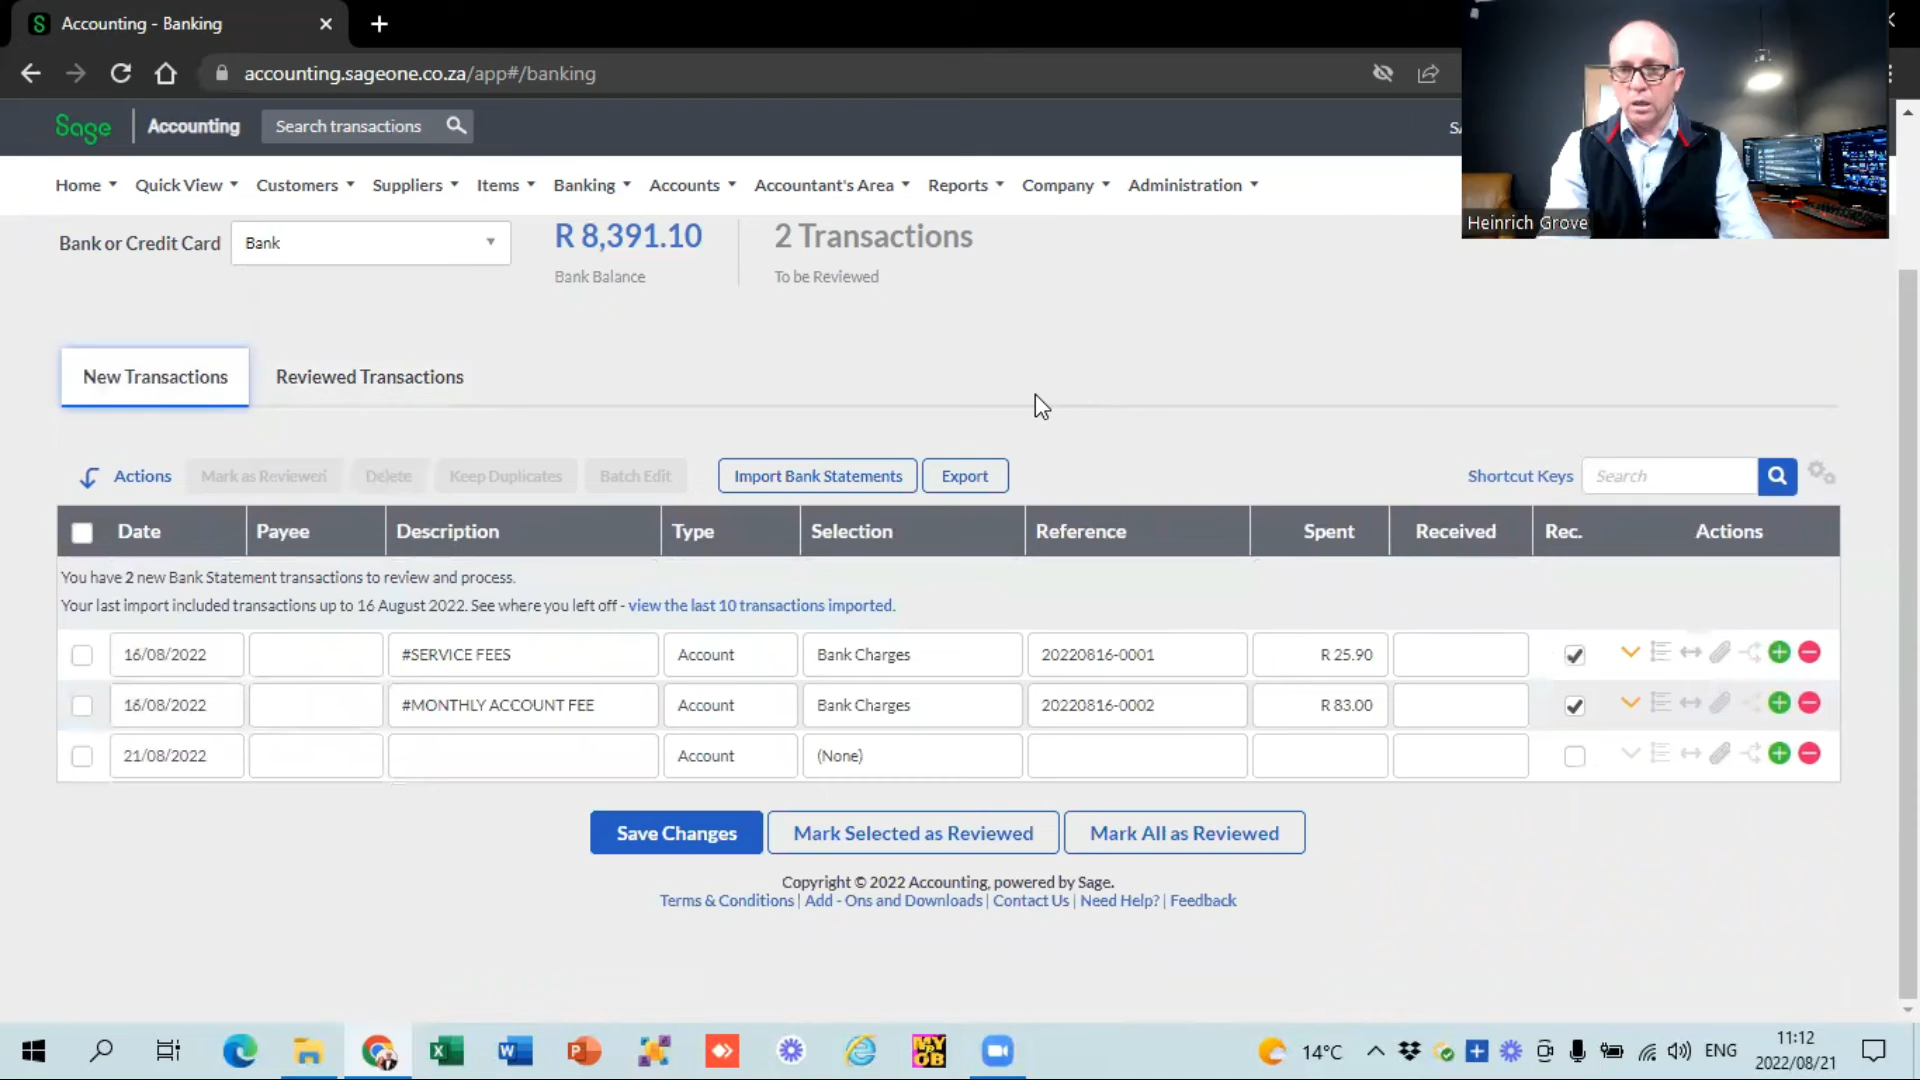 Accounting - Banking
accounting.sageone.co.za/app#/banking
Sage Accounting Search transactions
Home Quick View Customers Suppliers Items Banking Accounts Accountant's Area Reports Company Administration
Heinrich Grove
Bank or Credit Card Bank R 8,391.10 2 Transactions
Bank Balance To be Reviewed
New Transactions Reviewed Transactions
Actions Mark as Reviewed Delete Keep Duplicates Batch Edit Import Bank Statements Export Shortcut Keys Search
Date Payee Description Type Selection Reference Spent Received Rec. Actions
You have 2 new Bank Statement transactions to review and process.
Your last import included transactions up to 16 August 2022. See where you left off - view the last 10 transactions imported.
16/08/2022 #SERVICE FEES Account Bank Charges 20220816-0001 R 25.90
16/08/2022 #MONTHLY ACCOUNT FEE Account Bank Charges 20220816-0002 R 83.00
21/08/2022 Account (None)
Save Changes Mark Selected as Reviewed Mark All as Reviewed
Copyright © 2022 Accounting, powered by Sage.
Terms & Conditions | Add - Ons and Downloads | Contact Us | Need Help? | Feedback
MY OB
14°C ENG 11:12
2022/08/21